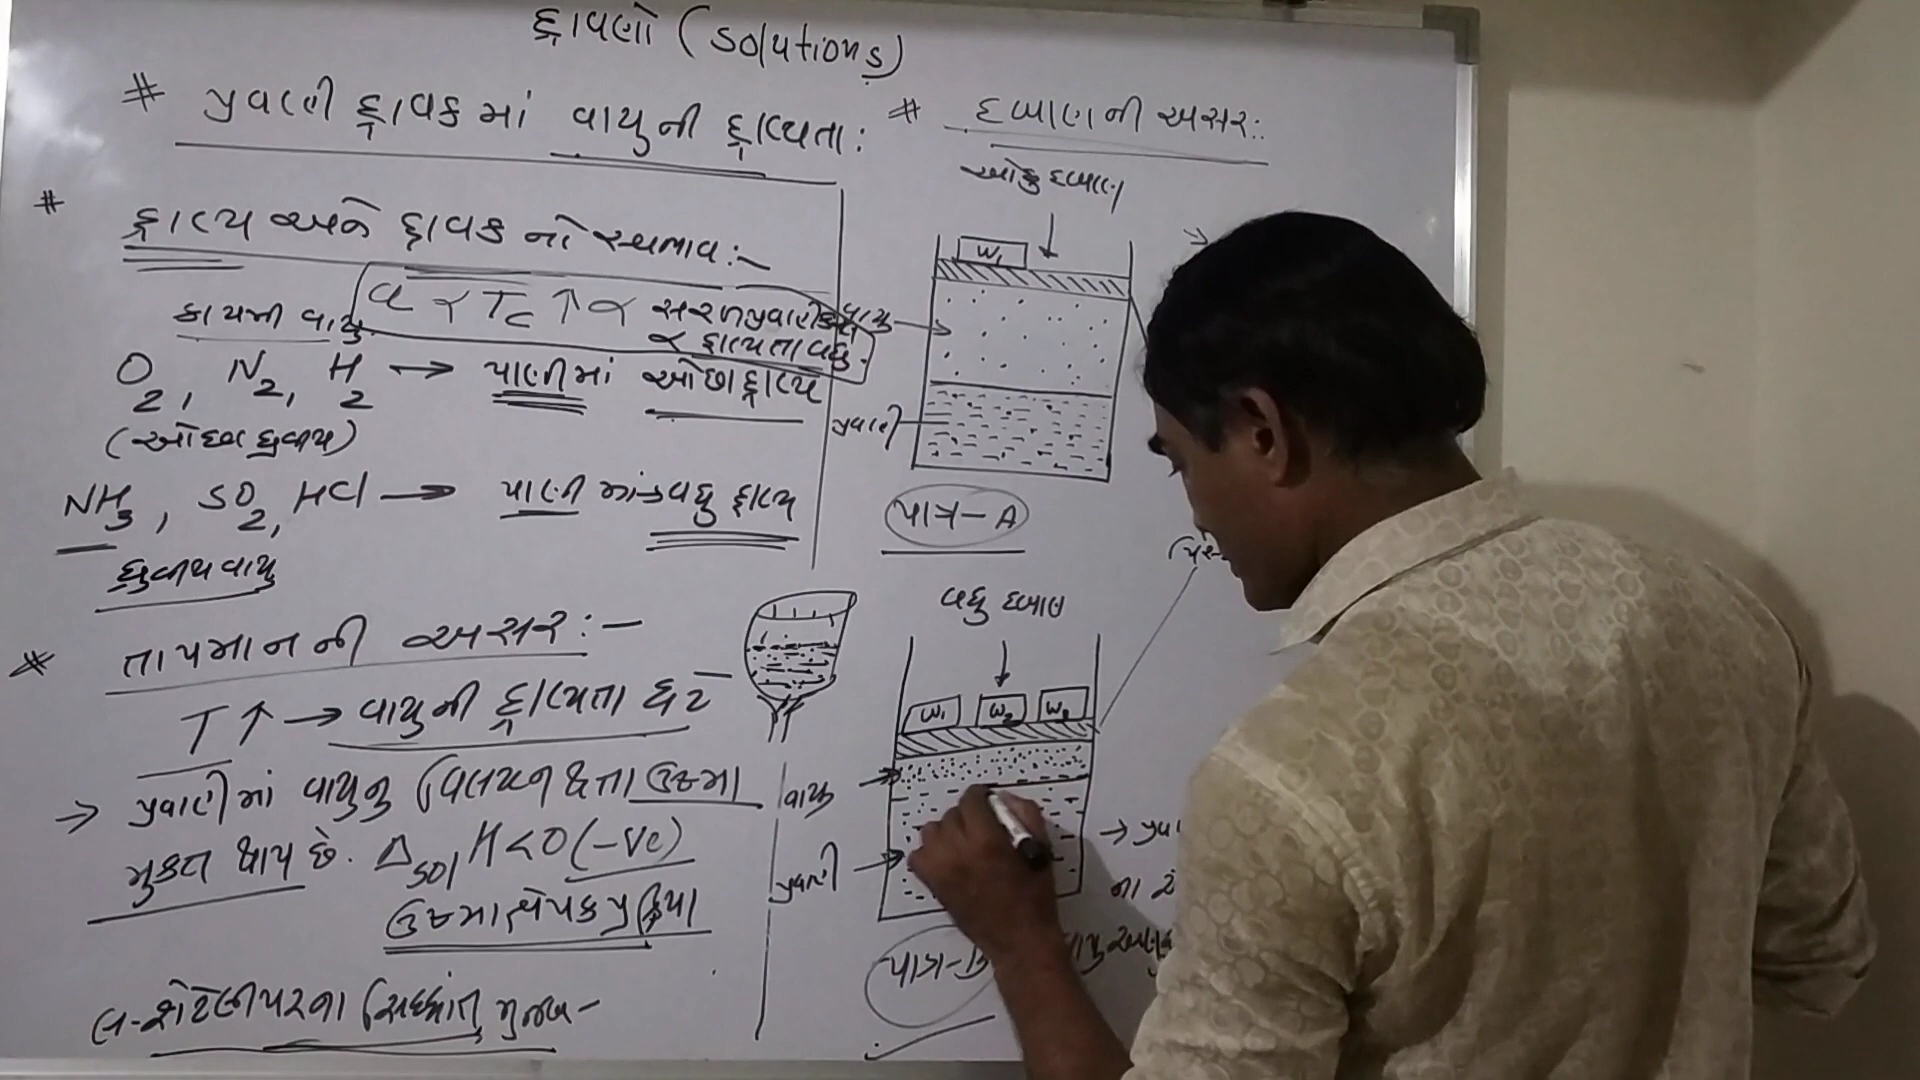 દ્રાવણો (Solutions)
# પ્રવાહી દ્રાવકમાં વાયુની દ્રાવ્યતા:
# દ્રાવ્ય અને દ્રાવકનો સ્વભાવ:-
a ∝ Tc ↑ ∝ સરળ પ્રવાહીકરણ
∝ દ્રાવ્યતા વધુ.
કાયમી વાયુ
O2, N2, H2 → પાણીમાં ઓછા દ્રાવ્ય
(ઓછા ધ્રુવીય)
NH3, SO2, HCl → પાણીમાં વધુ દ્રાવ્ય
ધ્રુવીય વાયુ
* તાપમાનની અસર:-
T ↑ → વાયુની દ્રાવ્યતા ઘટે
→ પ્રવાહીમાં વાયુનુ વિલયન થતા ઉષ્મા
મુક્ત થાય છે. ΔsolH<0 (-ve)
ઉષ્માક્ષેપક પ્રક્રિયા
લ-શેટેલીયરના સિદ્ધાંત મુજબ-
# દબાણની અસર:
ઓછુ દબાણ
W1
વાયુ
પ્રવાહી
પાત્ર-A
વધુ દબાણ
W1 W2 W3
વાયુ
પ્રવાહી
પાત્ર-B